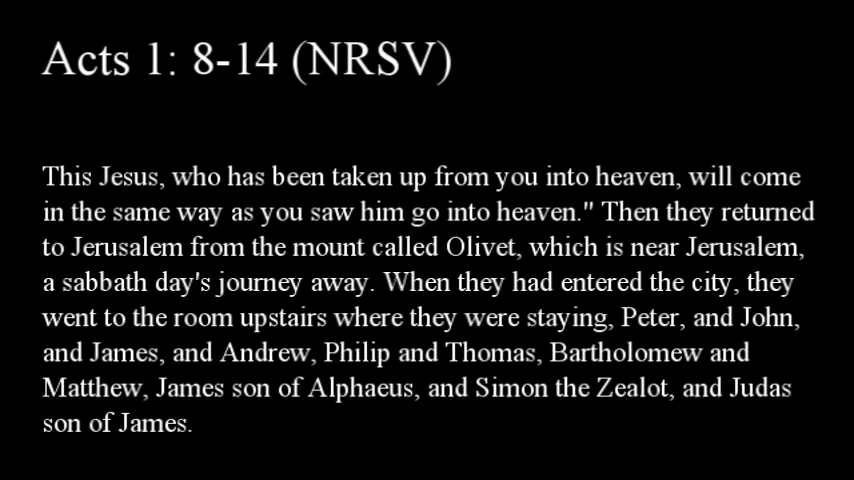 Acts 1: 8-14 (NRSV)
This Jesus, who has been taken up from you into heaven, will come
in the same way as you saw him go into heaven." Then they returned
to Jerusalem from the mount called Olivet, which is near Jerusalem,
a sabbath day's journey away. When they had entered the city, they
went to the room upstairs where they were staying, Peter, and John,
and James, and Andrew, Philip and Thomas, Bartholomew and
Matthew, James son of Alphaeus, and Simon the Zealot, and Judas
son of James.